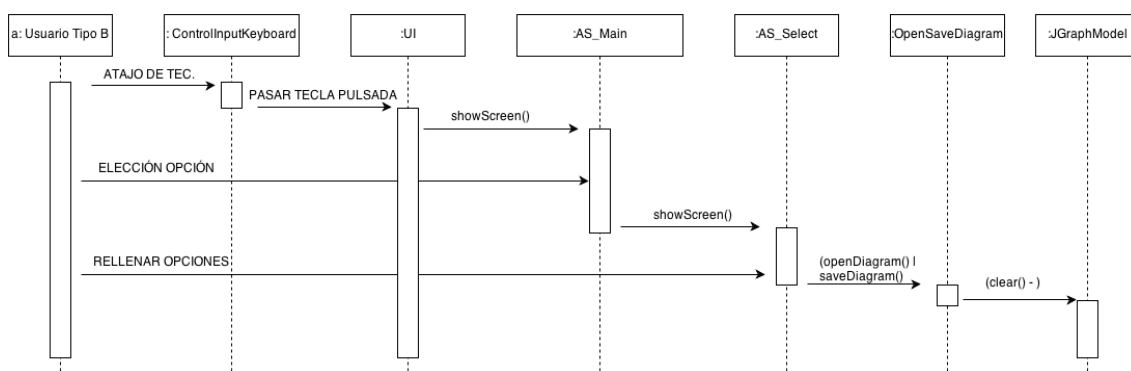 a: Usuario Tipo B
: ControlInputKeyboard
:UI
:AS_Main
:AS_Select
:OpenSaveDiagram
:JGraphModel
ATAJO DE TEC.
PASAR TECLA PULSADA
showScreen()
ELECCIÓN OPCIÓN
showScreen()
RELLENAR OPCIONES
(openDiagram() |
saveDiagram()
(clear() - )